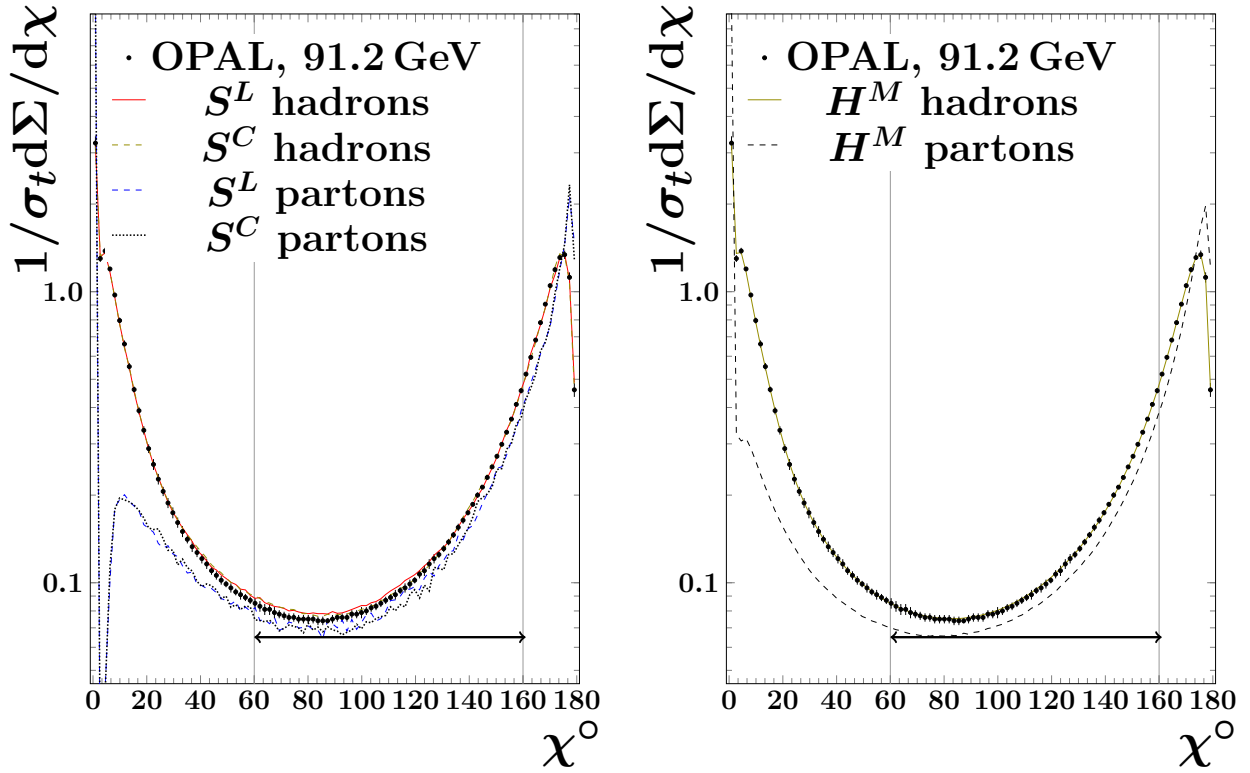 1/σ_t dΣ/dχ
OPAL, 91.2 GeV
S^L hadrons
S^C hadrons
S^L partons
S^C partons
1.0
0.1
0 20 40 60 80 100 120 140 160 180
χ°
1/σ_t dΣ/dχ
OPAL, 91.2 GeV
H^M hadrons
H^M partons
1.0
0.1
0 20 40 60 80 100 120 140 160 180
χ°